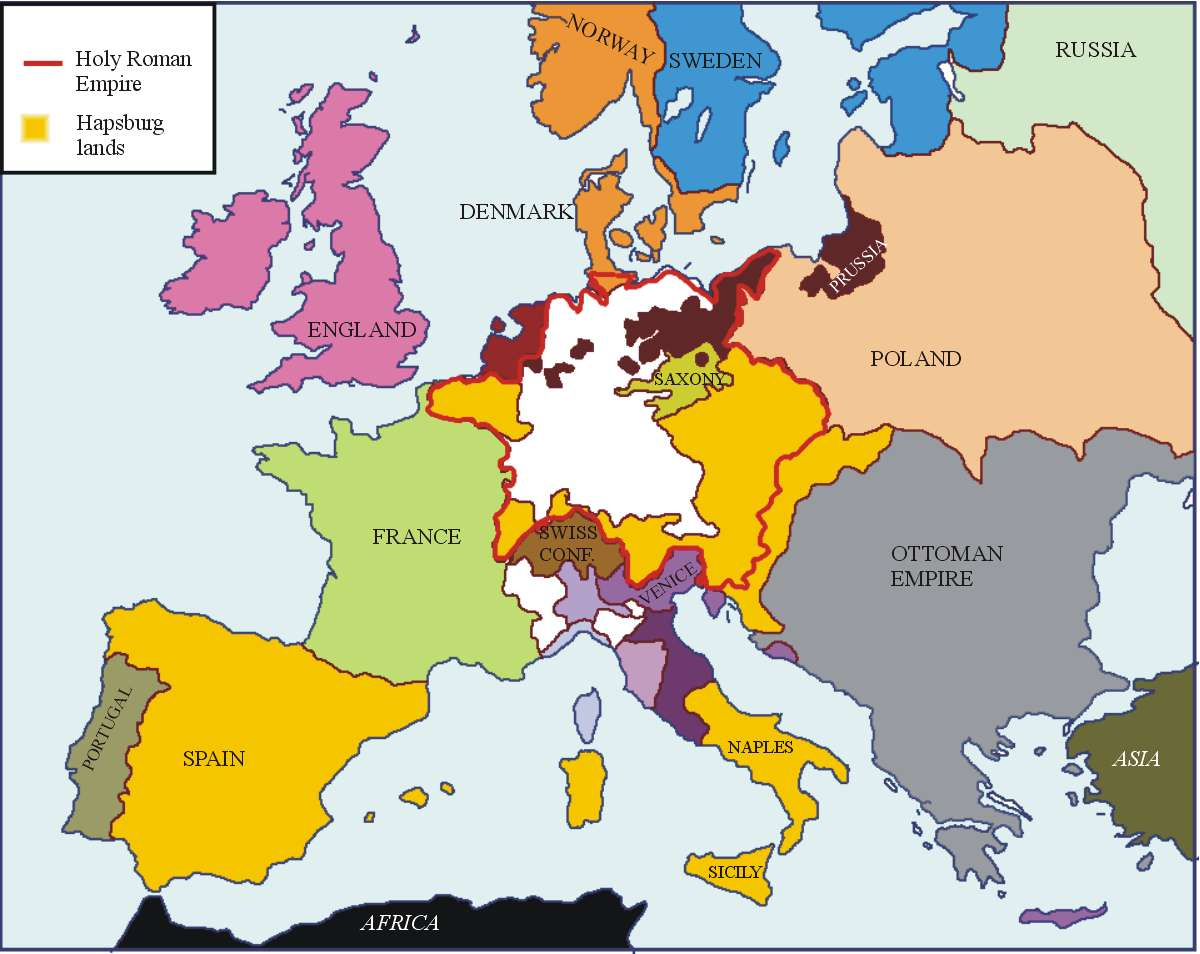 Holy Roman
Empire
Hapsburg
lands
NORWAY
SWEDEN
RUSSIA
DENMARK
PRUSSIA
ENGLAND
POLAND
SAXONY
FRANCE
SWISS
CONF.
VENICE
OTTOMAN
EMPIRE
PORTUGAL
SPAIN
NAPLES
ASIA
SICILY
AFRICA